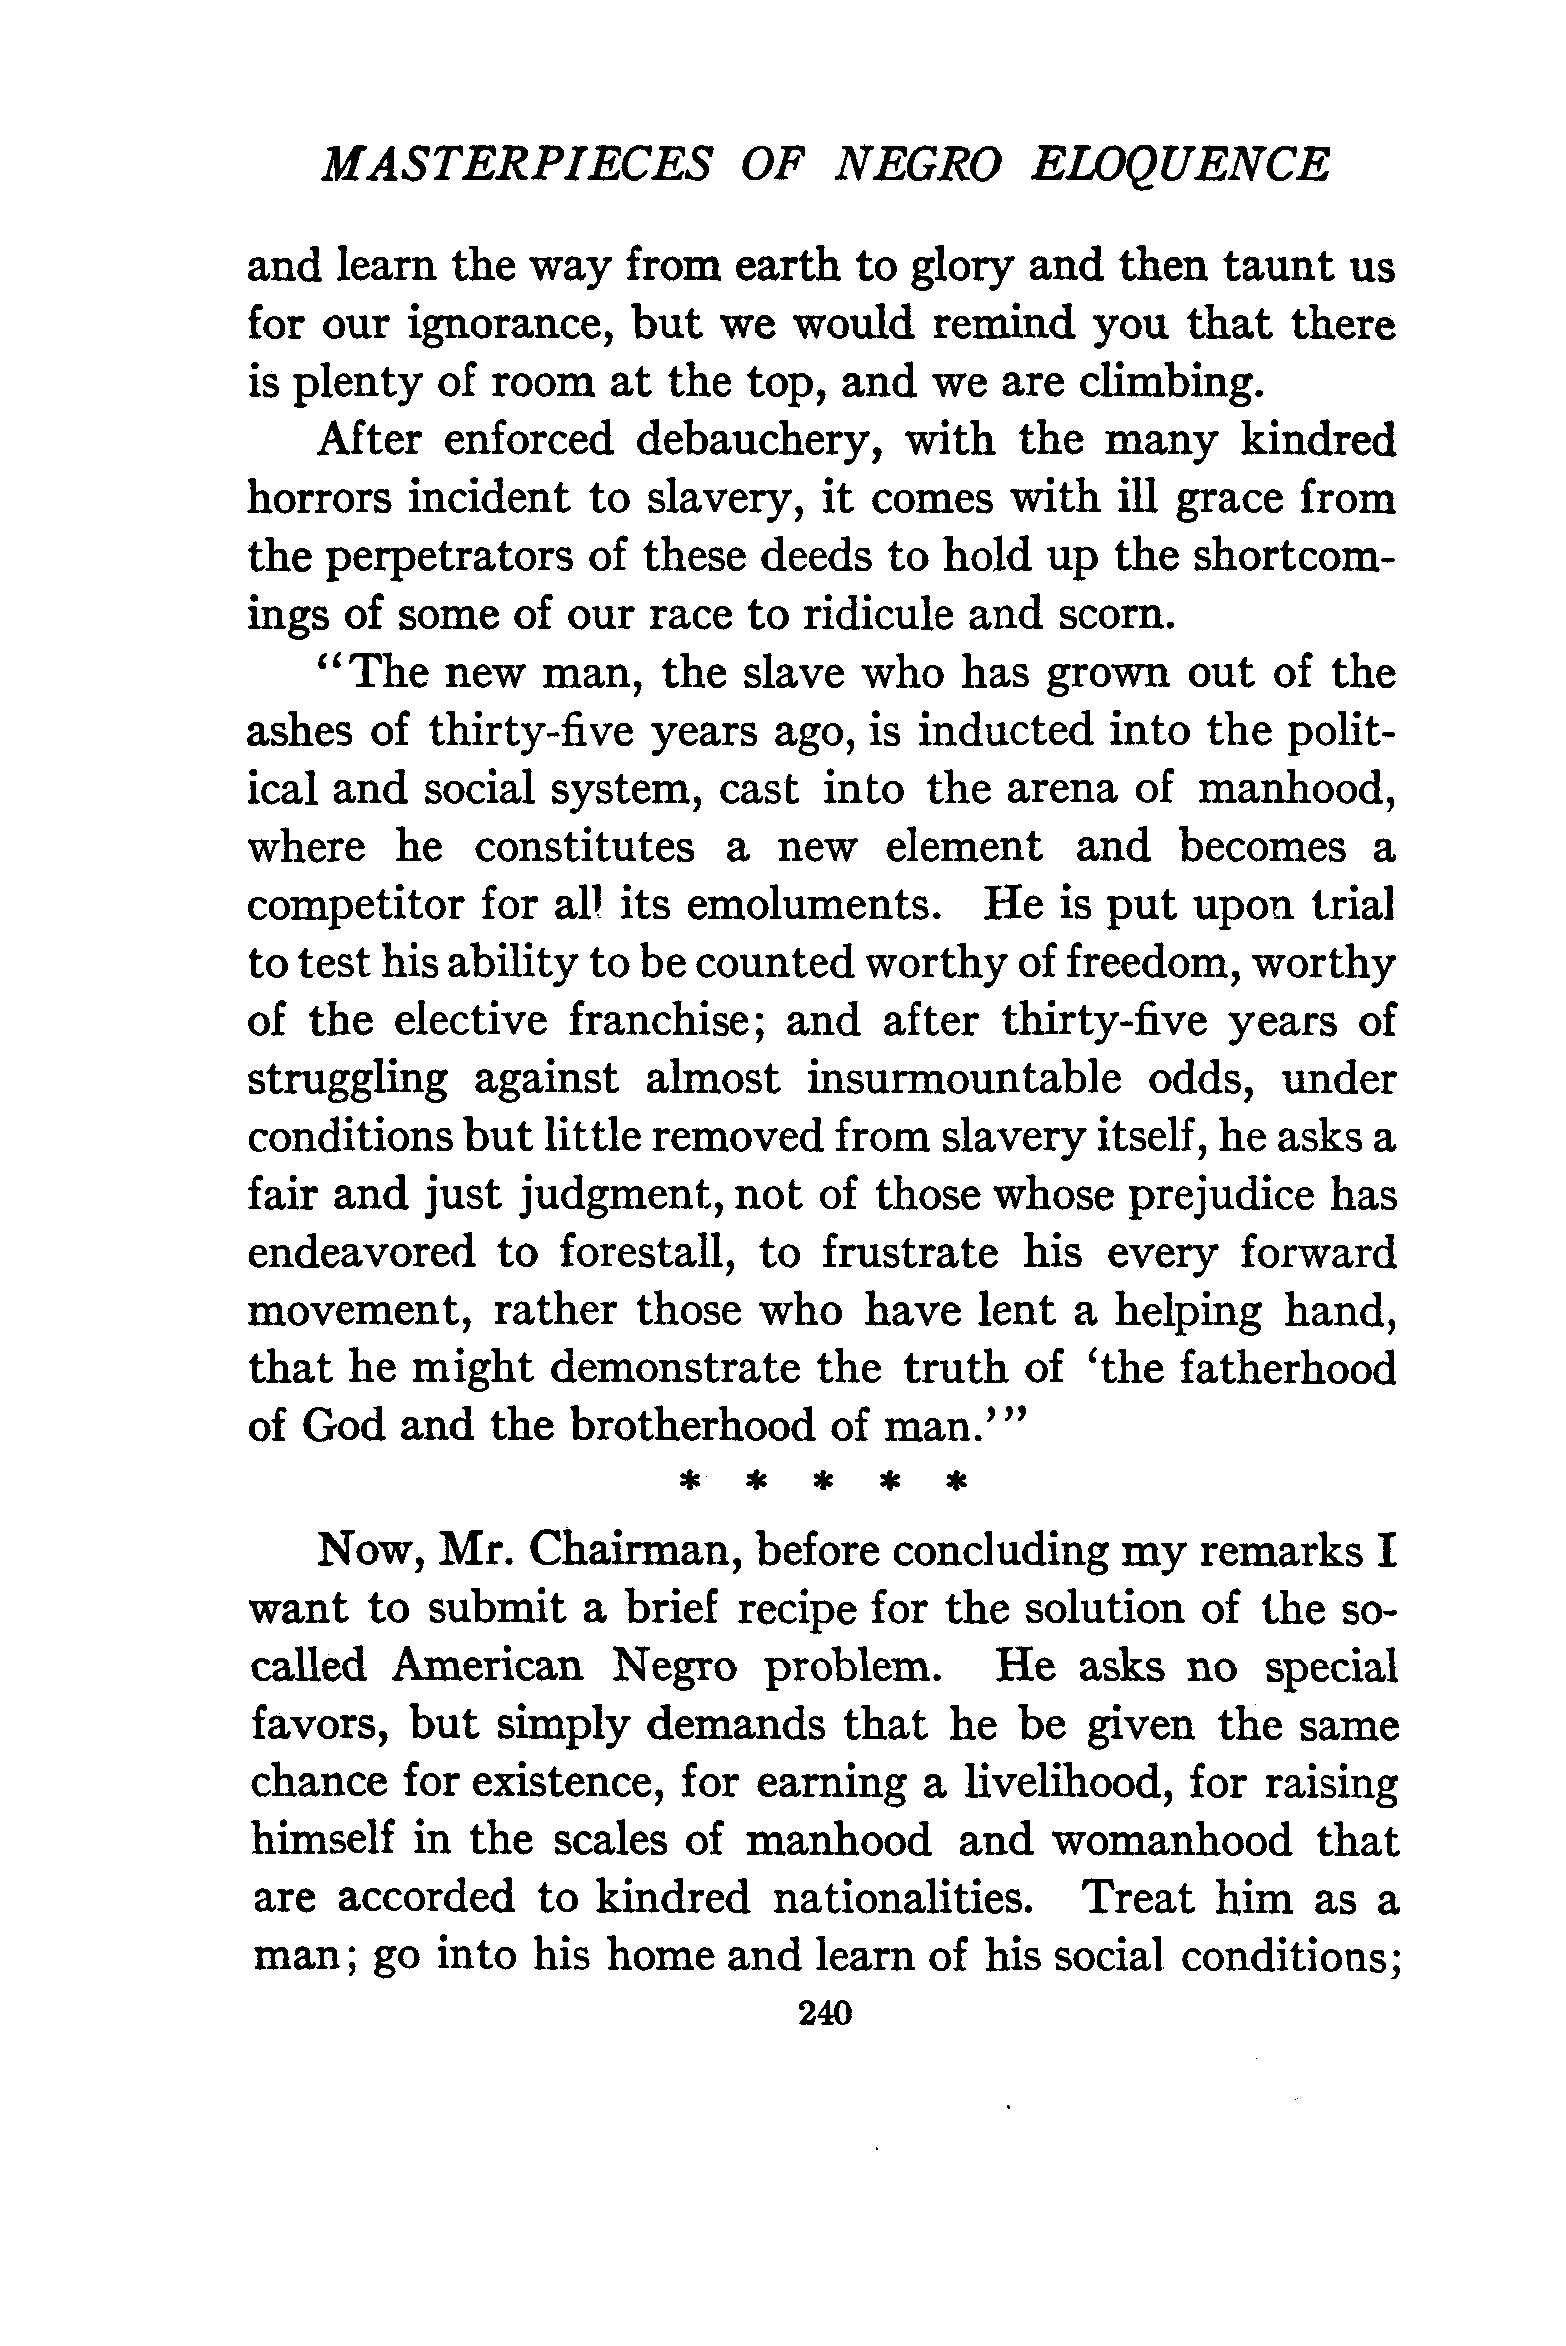 MASTERPIECES OF NEGRO ELOQUENCE
and learn the way from earth to glory and then taunt us
for our ignorance, but we would remind you that there
is plenty of room at the top, and we are climbing.
After enforced debauchery, with the many kindred
horrors incident to slavery, it comes with ill grace from
the perpetrators of these deeds to hold up the shortcom-
ings of some of our race to ridicule and scorn.
“The new man, the slave who has grown out of the
ashes of thirty-five years ago, is inducted into the polit-
ical and social system, cast into the arena of manhood,
where he constitutes a new element and becomes a
competitor for all its emoluments. He is put upon trial
to test his ability to be counted worthy of freedom, worthy
of the elective franchise; and after thirty-five years of
struggling against almost insurmountable odds, under
conditions but little removed from slavery itself, he asks a
fair and just judgment, not of those whose prejudice has
endeavored to forestall, to frustrate his every forward
movement, rather those who have lent a helping hand,
that he might demonstrate the truth of ‘the fatherhood
of God and the brotherhood of man.’”
* * * * *
Now, Mr. Chairman, before concluding my remarks I
want to submit a brief recipe for the solution of the so-
called American Negro problem. He asks no special
favors, but simply demands that he be given the same
chance for existence, for earning a livelihood, for raising
himself in the scales of manhood and womanhood that
are accorded to kindred nationalities. Treat him as a
man; go into his home and learn of his social conditions;
240